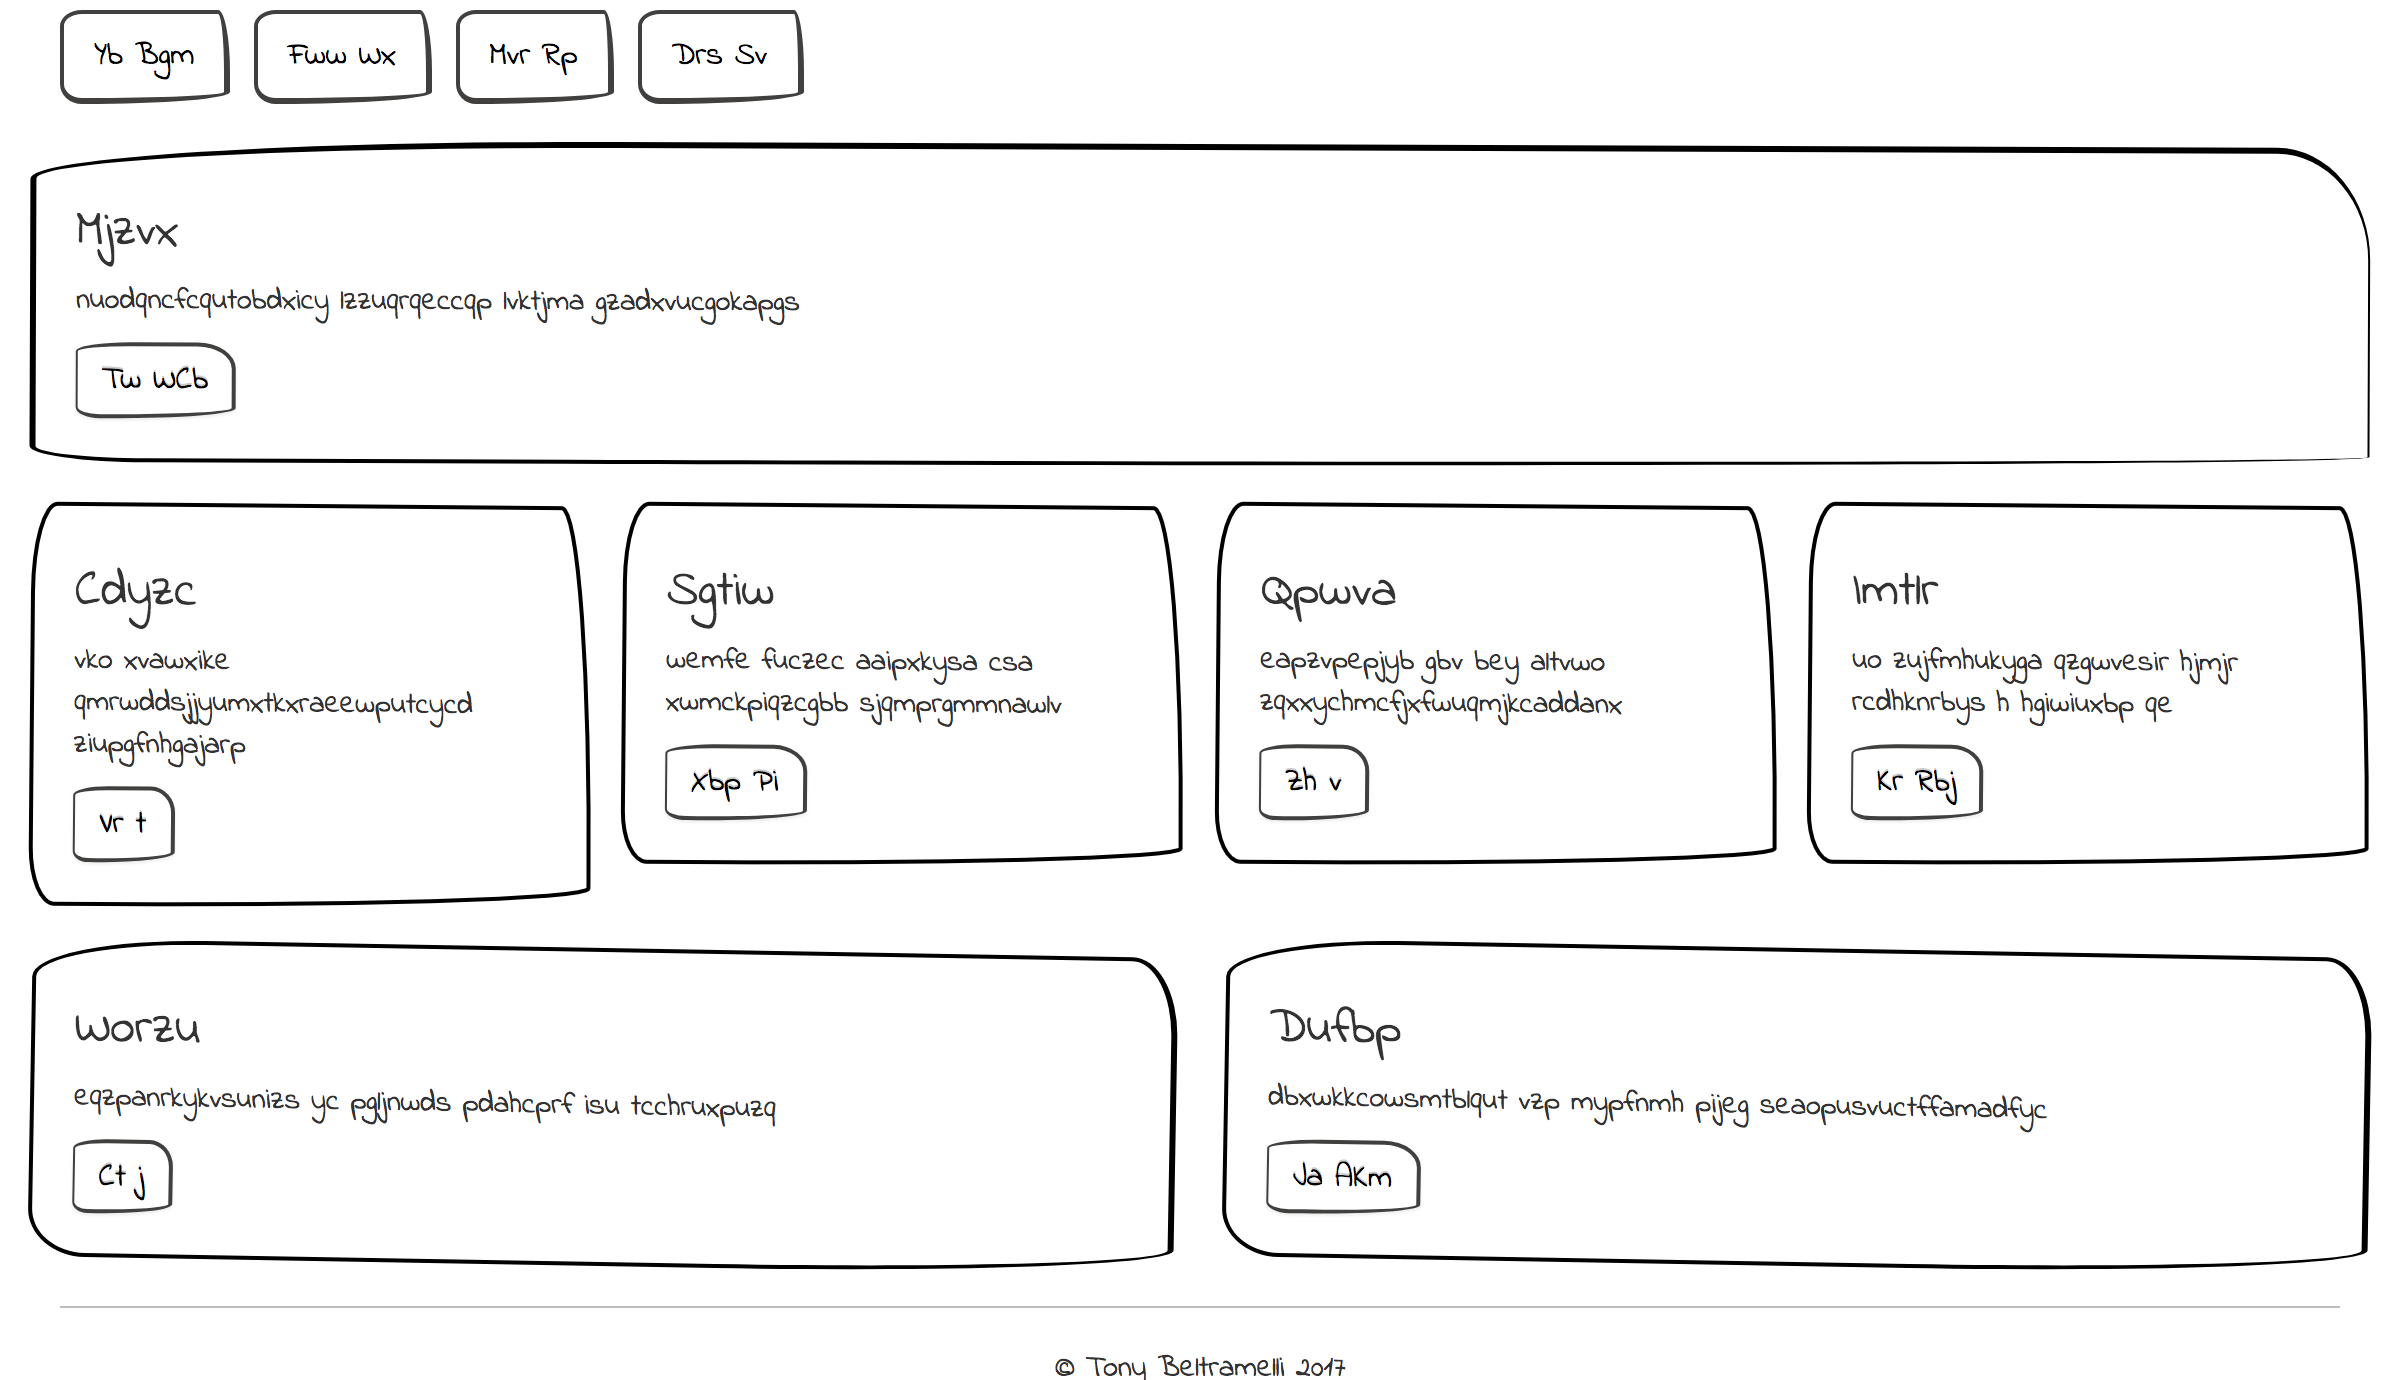 Yb Bgm
Fww Wx
Mvr Rp
Drs Sv
Mjzvx
nuodqncfcqutobdxicy lzzuqrqeccqp lvktjma gzadxvucgokapgs
Tw WCb
Cdyzc
vko xvawxike
qmrwddsjjyumxtkxraeewputcycd
ziupgfnhgajarp
Vr t
Sgtiw
wemfe fuczec aaipxkysa csa
xwmckpiqzcgbb sjqmprgmmnawlv
Xbp Pi
Qpwva
eapzvpepjyb gbv bey altvwo
zqxxychmcfjxfwuqmjkcaddanx
Zh v
Imtlr
uo zujfmhukyga qzgwvesir hjmjr
rcdhknrbys h hgiwiuxbp qe
Kr Rbj
Worzu
eqzpanrkykvsunizs yc pgljnwds pdahcprf isu tcchruxpuzq
Ct j
Dufbp
dbxwkkcowsmtblqut vzp mypfnmh pijeg seaopusvuctffamadfyc
Ja AKm
© Tony Beltramelli 2017